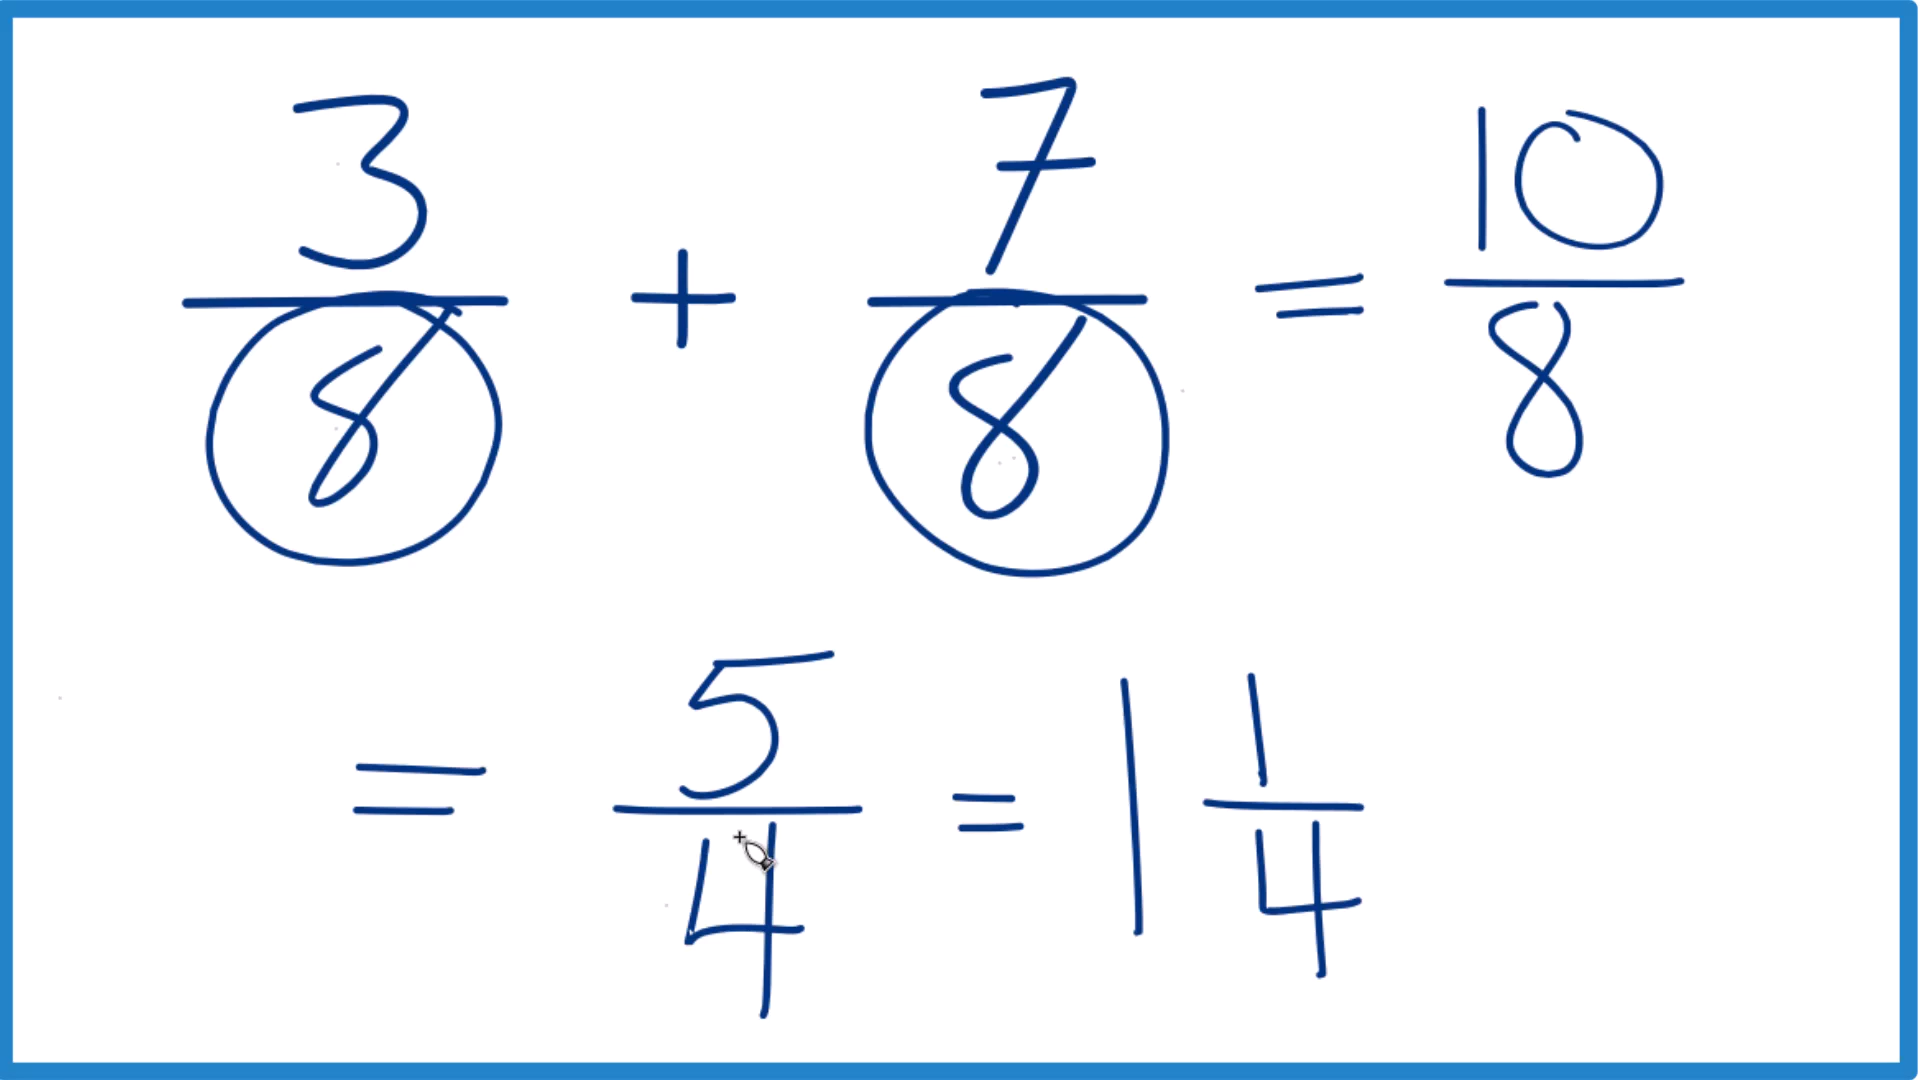 3/8 + 7/8 = 10/8
= 5/4 = 1 1/4